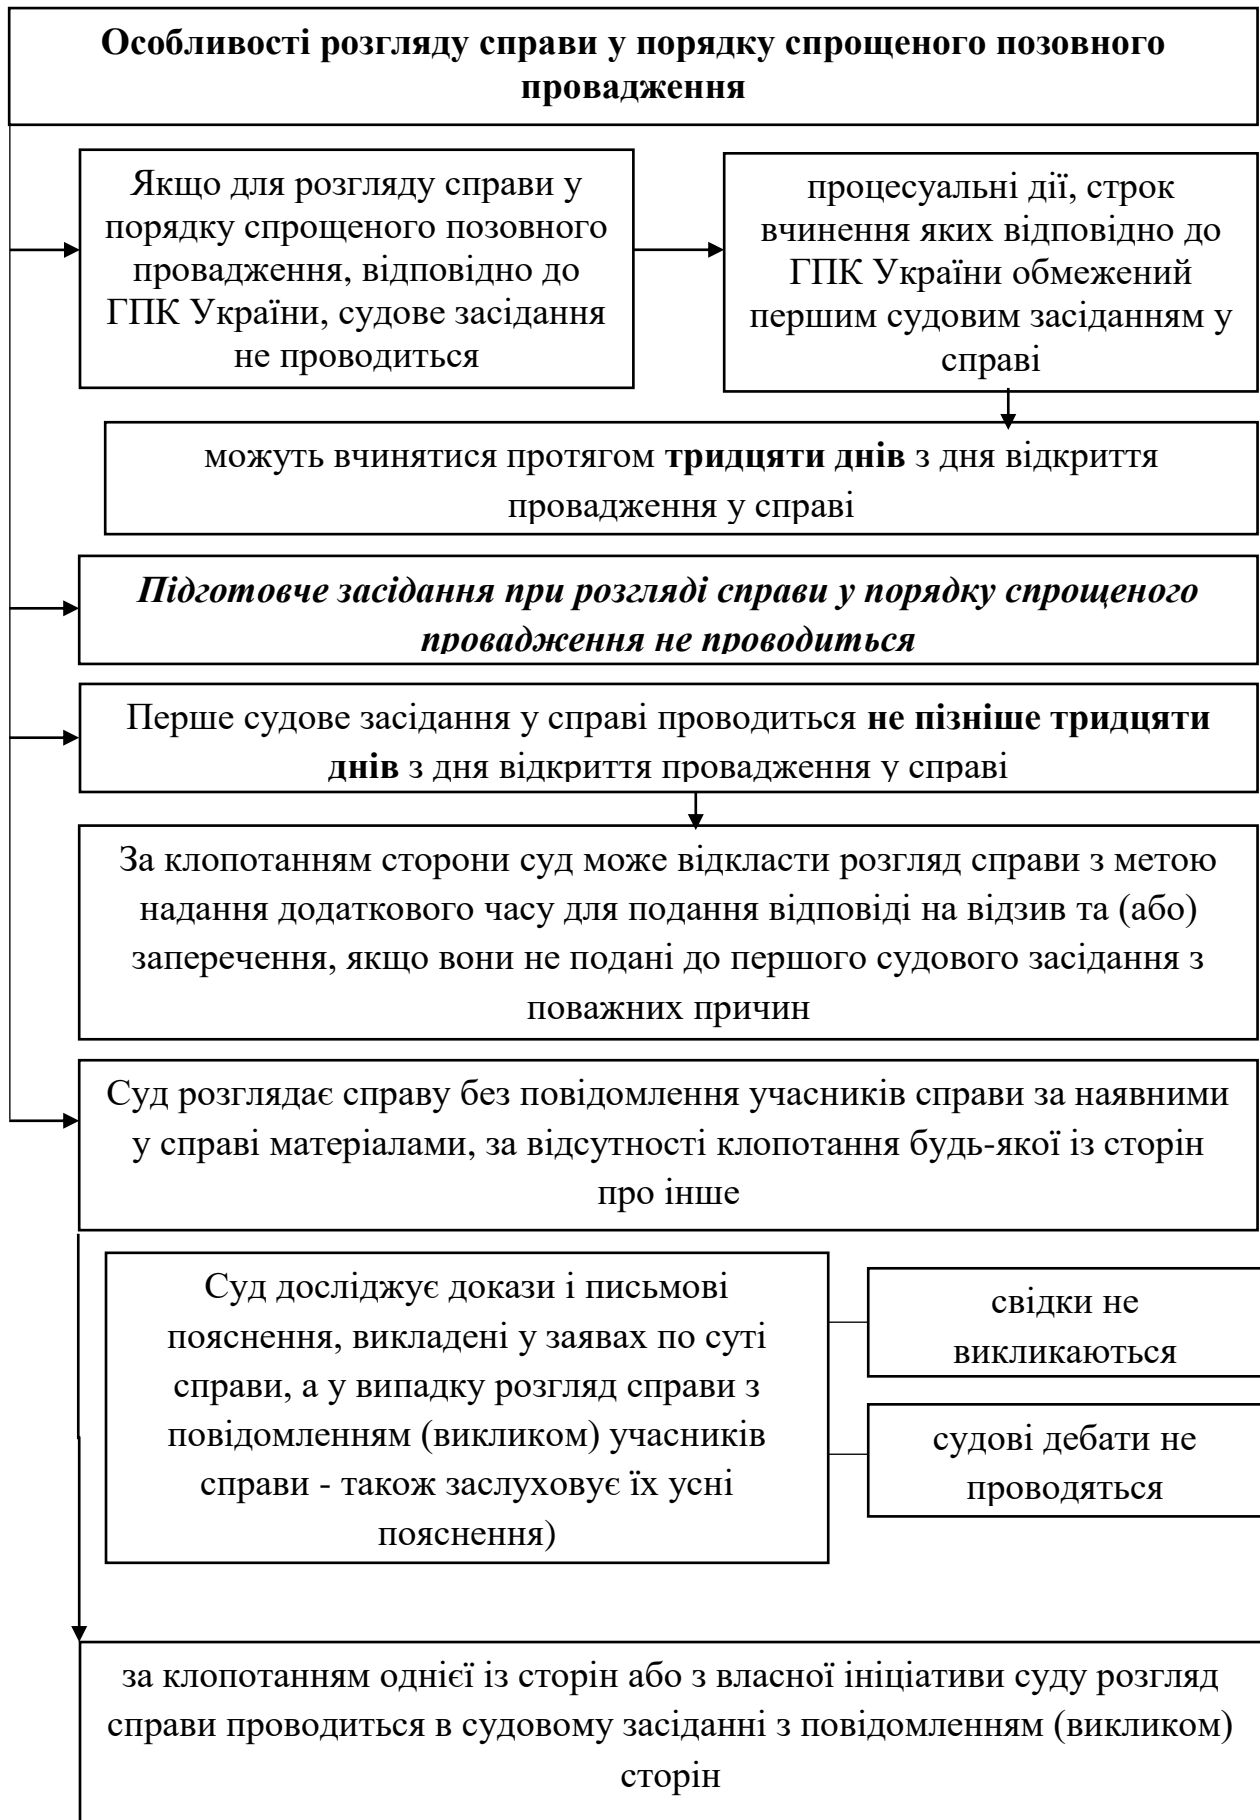 Особливості розгляду справи у порядку спрощеного позовного
провадження
Якщо для розгляду справи у
порядку спрощеного позовного
провадження, відповідно до
ГПК України, судове засідання
не проводиться
процесуальні дії, строк
вчинення яких відповідно до
ГПК України обмежений
першим судовим засіданням у
справі
можуть вчинятися протягом тридцяти днів з дня відкриття
провадження у справі
Підготовче засідання при розгляді справи у порядку спрощеного
провадження не проводиться
Перше судове засідання у справі проводиться не пізніше тридцяти
днів з дня відкриття провадження у справі
За клопотанням сторони суд може відкласти розгляд справи з метою
надання додаткового часу для подання відповіді на відзив та (або)
заперечення, якщо вони не подані до першого судового засідання з
поважних причин
Суд розглядає справу без повідомлення учасників справи за наявними
у справі матеріалами, за відсутності клопотання будь-якої із сторін
про інше
Суд досліджує докази і письмові
пояснення, викладені у заявах по суті
справи, а у випадку розгляд справи з
повідомленням (викликом) учасників
справи - також заслуховує їх усні
пояснення)
свідки не
викликаються
судові дебати не
проводяться
за клопотанням однієї із сторін або з власної ініціативи суду розгляд
справи проводиться в судовому засіданні з повідомленням (викликом)
сторін